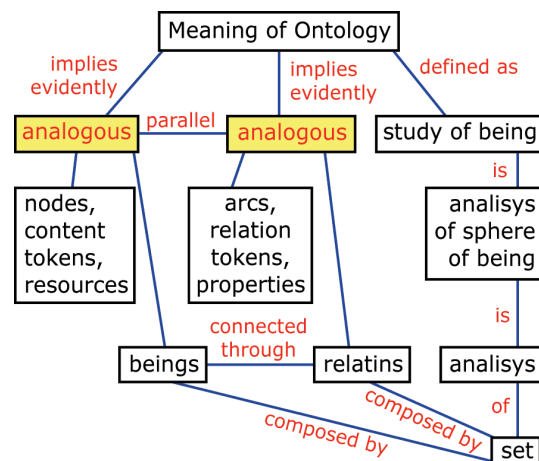 Meaning of Ontology
implies
evidently
implies
evidently
defined as
analogous
parallel
analogous
study of being
is
nodes,
content
tokens,
resources
arcs,
relation
tokens,
properties
analisys
of sphere
of being
is
connected
through
beings
relatins
analisys
of
composed by
composed by
set